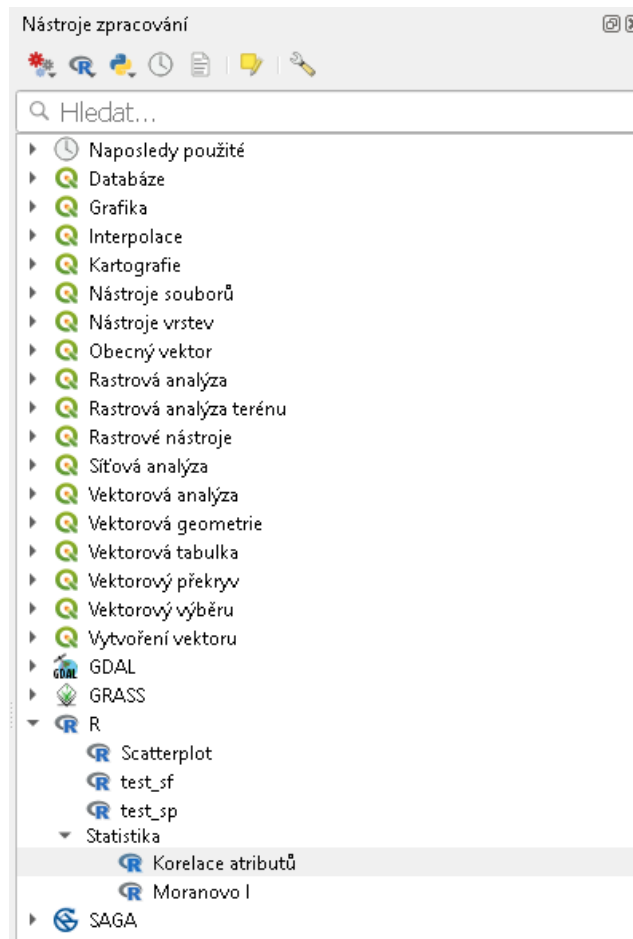 Nástroje zpracování
Hledat...
Naposledy použité
Databáze
Grafika
Interpolace
Kartografie
Nástroje souborů
Nástroje vrstev
Obecný vektor
Rastrová analýza
Rastrová analýza terénu
Rastrové nástroje
Síťová analýza
Vektorová analýza
Vektorová geometrie
Vektorová tabulka
Vektorový překryv
Vektorový výběru
Vytvoření vektoru
GDAL GDAL
GRASS
R R
R Scatterplot
R test_sf
R test_sp
Statistika
R Korelace atributů
R Moranovo I
SAGA